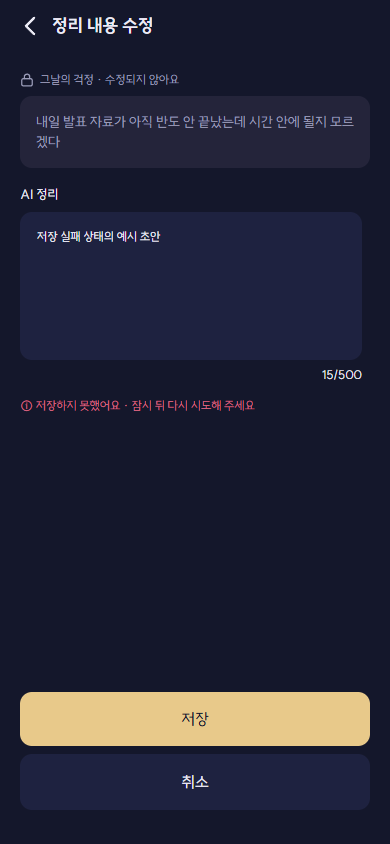 정리 내용 수정
그날의 걱정 · 수정되지 않아요
내일 발표 자료가 아직 반도 안 끝났는데 시간 안에 될지 모르
겠다
AI 정리
저장 실패 상태의 예시 초안
15/500
저장하지 못했어요 · 잠시 뒤 다시 시도해 주세요
저장
취소